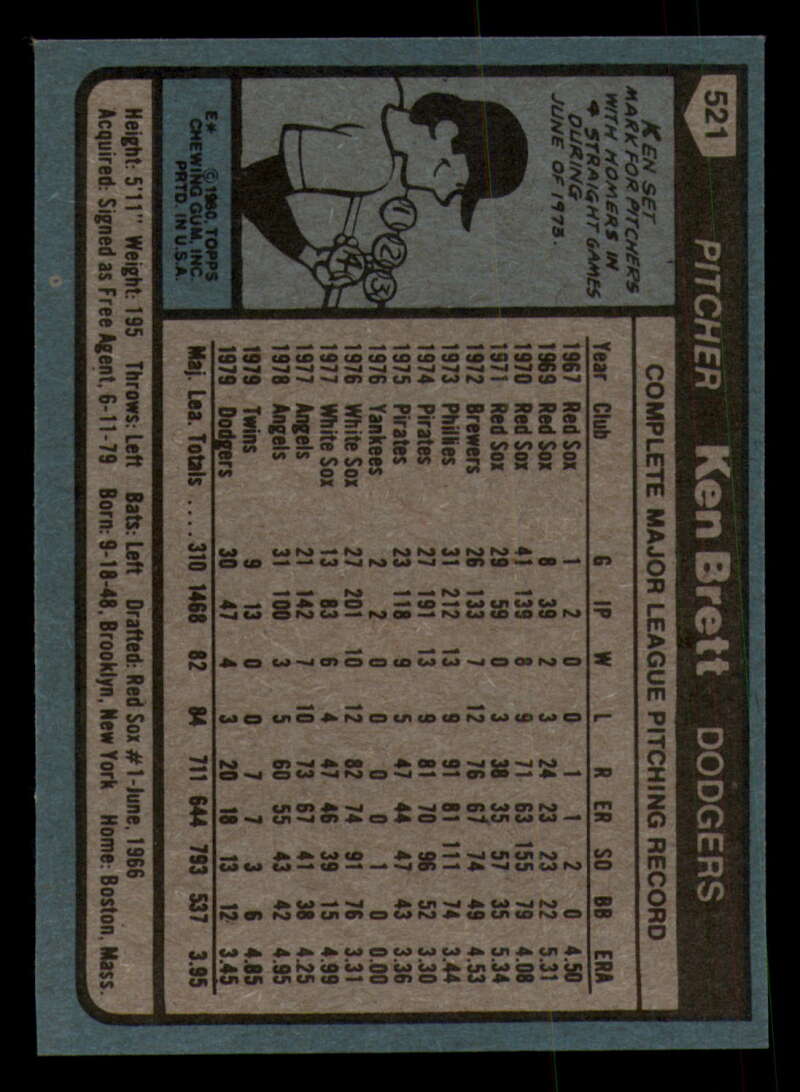 521 PITCHER Ken Brett DODGERS
KEN SET
MARK FOR PITCHERS
WITH HOMERS IN
4 STRAIGHT GAMES
DURING
JUNE OF 1973.
1 2 3 4
E* © 1980, TOPPS
CHEWING GUM, INC.
PRTD. IN U.S.A.
COMPLETE MAJOR LEAGUE PITCHING RECORD
Year Club G IP W L R ER SO BB ERA
1967 Red Sox 1 2 0 0 1 1 2 0 4.50
1969 Red Sox 8 39 2 3 24 23 23 22 5.31
1970 Red Sox 41 139 8 9 71 63 155 79 4.08
1971 Red Sox 29 59 0 3 38 35 57 35 5.34
1972 Brewers 26 133 7 12 76 67 74 49 4.53
1973 Phillies 31 212 13 9 91 81 111 74 3.44
1974 Pirates 27 191 13 9 81 70 96 52 3.30
1975 Pirates 23 118 9 5 47 44 47 43 3.36
1976 Yankees 2 2 0 0 0 0 1 0 0.00
1976 White Sox 27 201 10 12 82 74 91 76 3.31
1977 White Sox 13 83 6 4 47 46 39 15 4.99
1977 Angels 21 142 7 10 73 67 41 38 4.25
1978 Angels 31 100 3 5 60 55 43 42 4.95
1979 Twins 9 13 0 0 7 7 3 6 4.85
1979 Dodgers 30 47 4 3 20 18 13 12 3.45
Maj. Lea. Totals .... 310 1468 82 84 711 644 793 537 3.95
Height: 5'11" Weight: 195 Throws: Left Bats: Left Drafted: Red Sox #1-June, 1966
Acquired: Signed as Free Agent, 6-11-79 Born: 9-18-48, Brooklyn, New York Home: Boston, Mass.